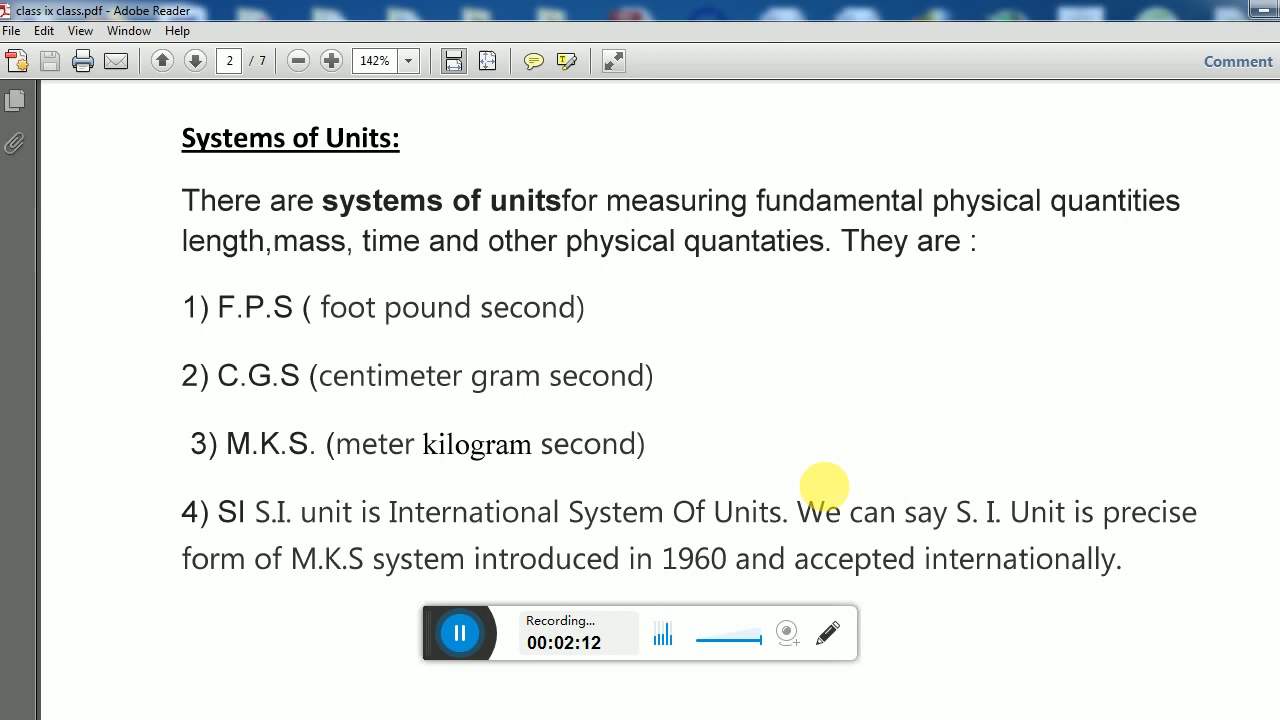 class ix class.pdf - Adobe Reader
File Edit View Window Help
2 / 7 142% Comment
Systems of Units:
There are systems of unitsfor measuring fundamental physical quantities
length,mass, time and other physical quantaties. They are :
1) F.P.S ( foot pound second)
2) C.G.S (centimeter gram second)
3) M.K.S. (meter kilogram second)
4) SI S.I. unit is International System Of Units. We can say S. I. Unit is precise
form of M.K.S system introduced in 1960 and accepted internationally.
Recording...
00:02:12